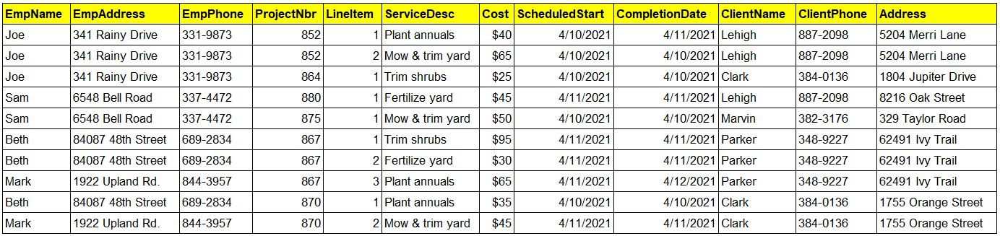 EmpName EmpAddress EmpPhone ProjectNbr LineItem ServiceDesc Cost ScheduledStart CompletionDate ClientName ClientPhone Address
Joe 341 Rainy Drive 331-9873 852 1 Plant annuals $40 4/10/2021 4/11/2021 Lehigh 887-2098 5204 Merri Lane
Joe 341 Rainy Drive 331-9873 852 2 Mow & trim yard $65 4/10/2021 4/10/2021 Lehigh 887-2098 5204 Merri Lane
Joe 341 Rainy Drive 331-9873 864 1 Trim shrubs $25 4/10/2021 4/10/2021 Clark 384-0136 1804 Jupiter Drive
Sam 6548 Bell Road 337-4472 880 1 Fertilize yard $45 4/11/2021 4/11/2021 Lehigh 887-2098 8216 Oak Street
Sam 6548 Bell Road 337-4472 875 1 Mow & trim yard $50 4/10/2021 4/10/2021 Marvin 382-3176 329 Taylor Road
Beth 84087 48th Street 689-2834 867 1 Trim shrubs $95 4/11/2021 4/11/2021 Parker 348-9227 62491 Ivy Trail
Beth 84087 48th Street 689-2834 867 2 Fertilize yard $30 4/11/2021 4/11/2021 Parker 348-9227 62491 Ivy Trail
Mark 1922 Upland Rd. 844-3957 867 3 Plant annuals $65 4/11/2021 4/12/2021 Parker 348-9227 62491 Ivy Trail
Beth 84087 48th Street 689-2834 870 1 Plant annuals $35 4/10/2021 4/10/2021 Clark 384-0136 1755 Orange Street
Mark 1922 Upland Rd. 844-3957 870 2 Mow & trim yard $45 4/11/2021 4/11/2021 Clark 384-0136 1755 Orange Street